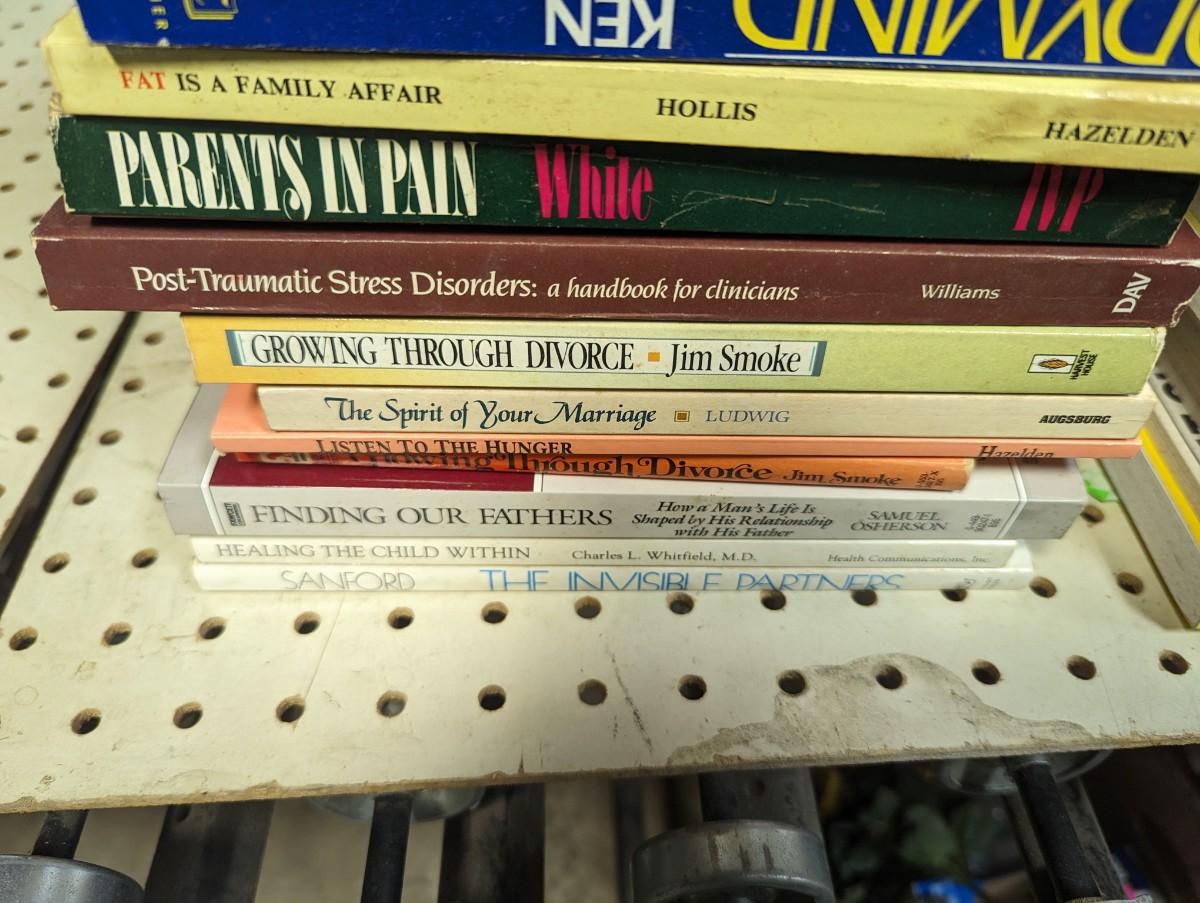 KEN
FAT IS A FAMILY AFFAIR HOLLIS HAZELDEN
PARENTS IN PAIN White IVP
Post-Traumatic Stress Disorders: a handbook for clinicians Williams DAV
GROWING THROUGH DIVORCE Jim Smoke HARVEST HOUSE
The Spirit of Your Marriage LUDWIG AUGSBURG
LISTEN TO THE HUNGER Hazelden
Growing Through Divorce Jim Smoke
FINDING OUR FATHERS How a Man's Life Is
Shaped by His Relationship
with His Father
SAMUEL
OSHERSON
HEALING THE CHILD WITHIN Charles L. Whitfield, M.D. Health Communications, Inc.
SANFORD THE INVISIBLE PARTNERS